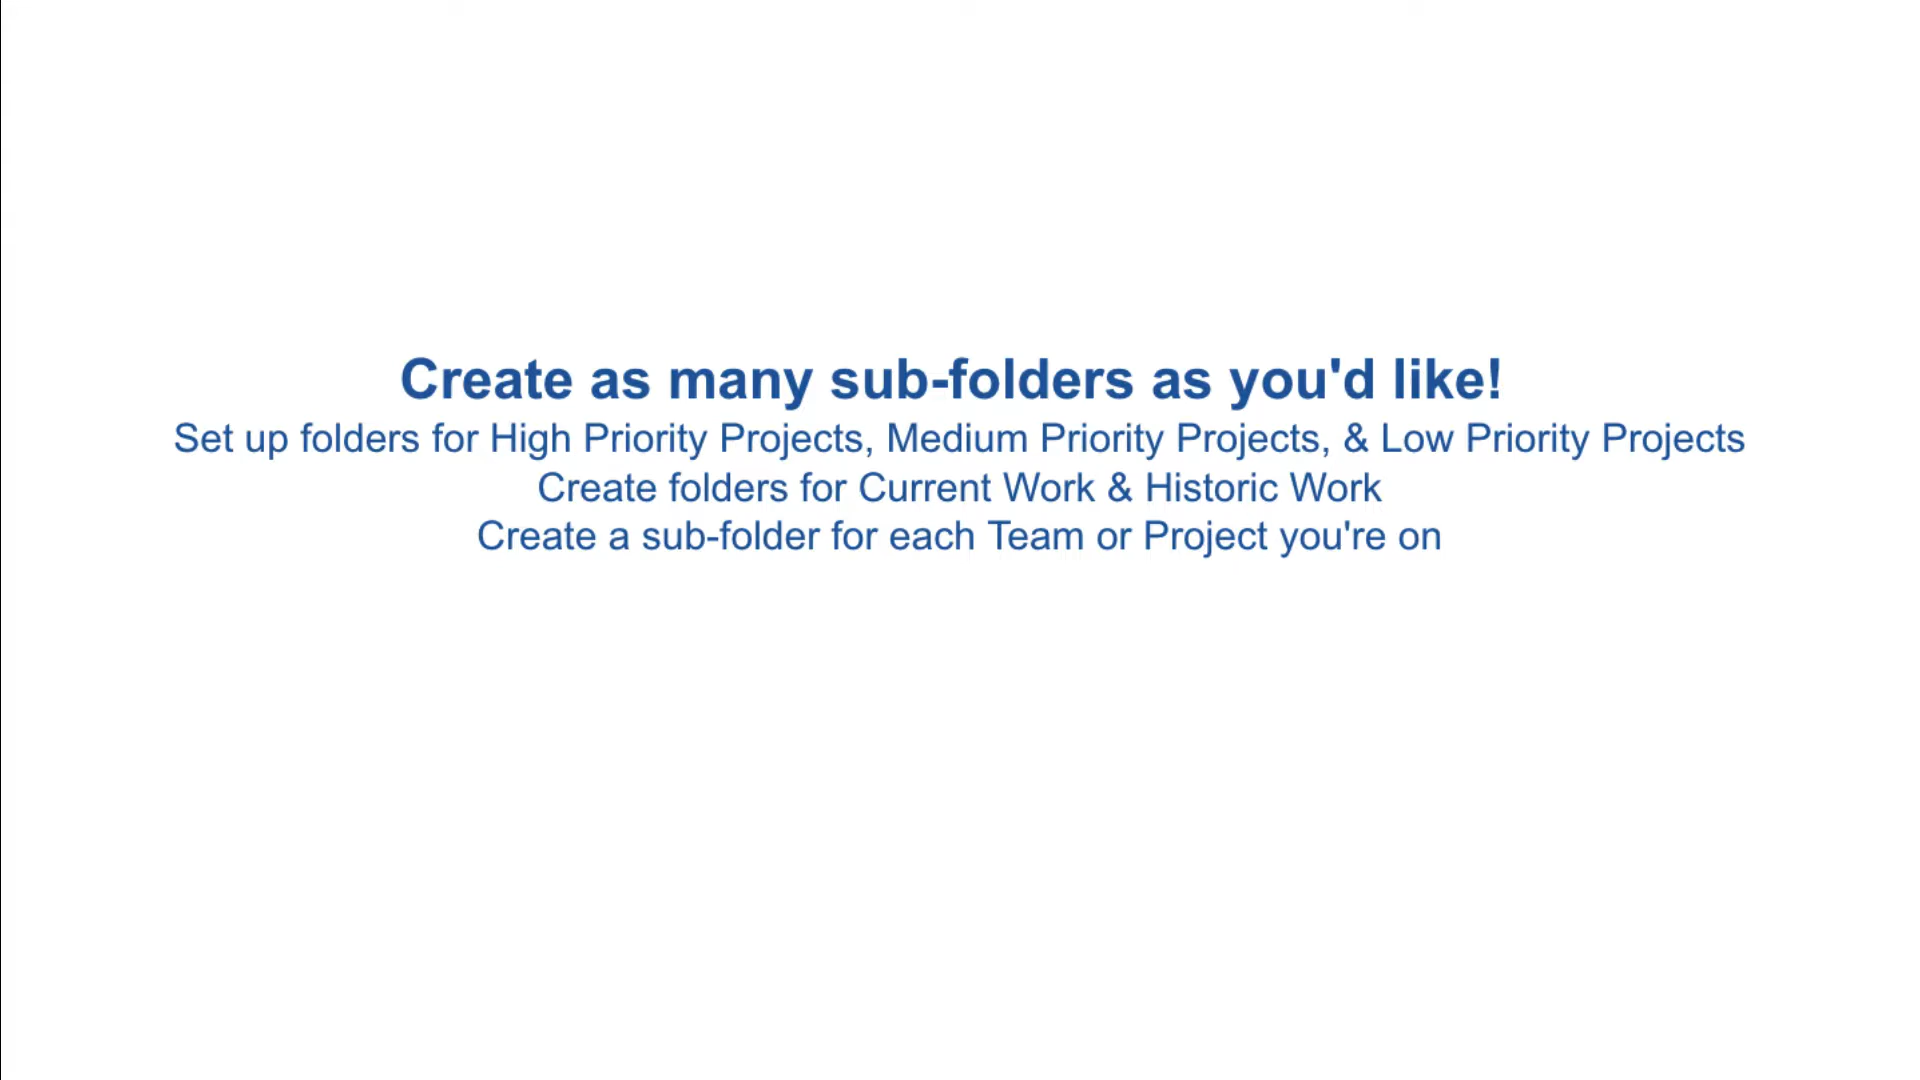 Create as many sub-folders as you'd like!
Set up folders for High Priority Projects, Medium Priority Projects, & Low Priority Projects
Create folders for Current Work & Historic Work
Create a sub-folder for each Team or Project you're on